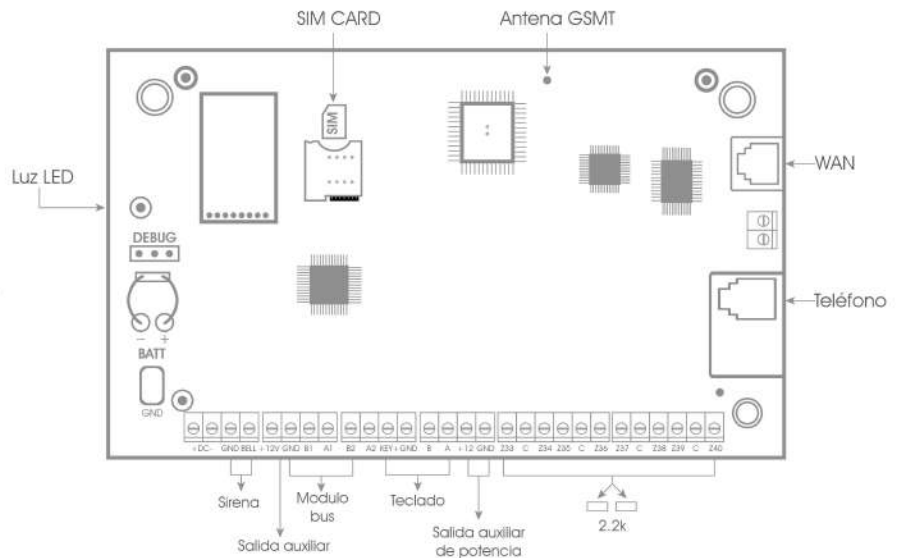 SIM CARD
Antena GSMT
Luz LED
WAN
Teléfono
SIM
DEBUG
- +
BATT
GND
+DC- GND BELL +12V GND B1 A1 B2 A2 KEY+GND B A +12 GND Z33 C Z34 Z35 C Z36 Z37 C Z38 Z39 C Z40
Sirena
Salida auxiliar
Modulo
bus
Teclado
Salida auxiliar
de potencia
2.2k